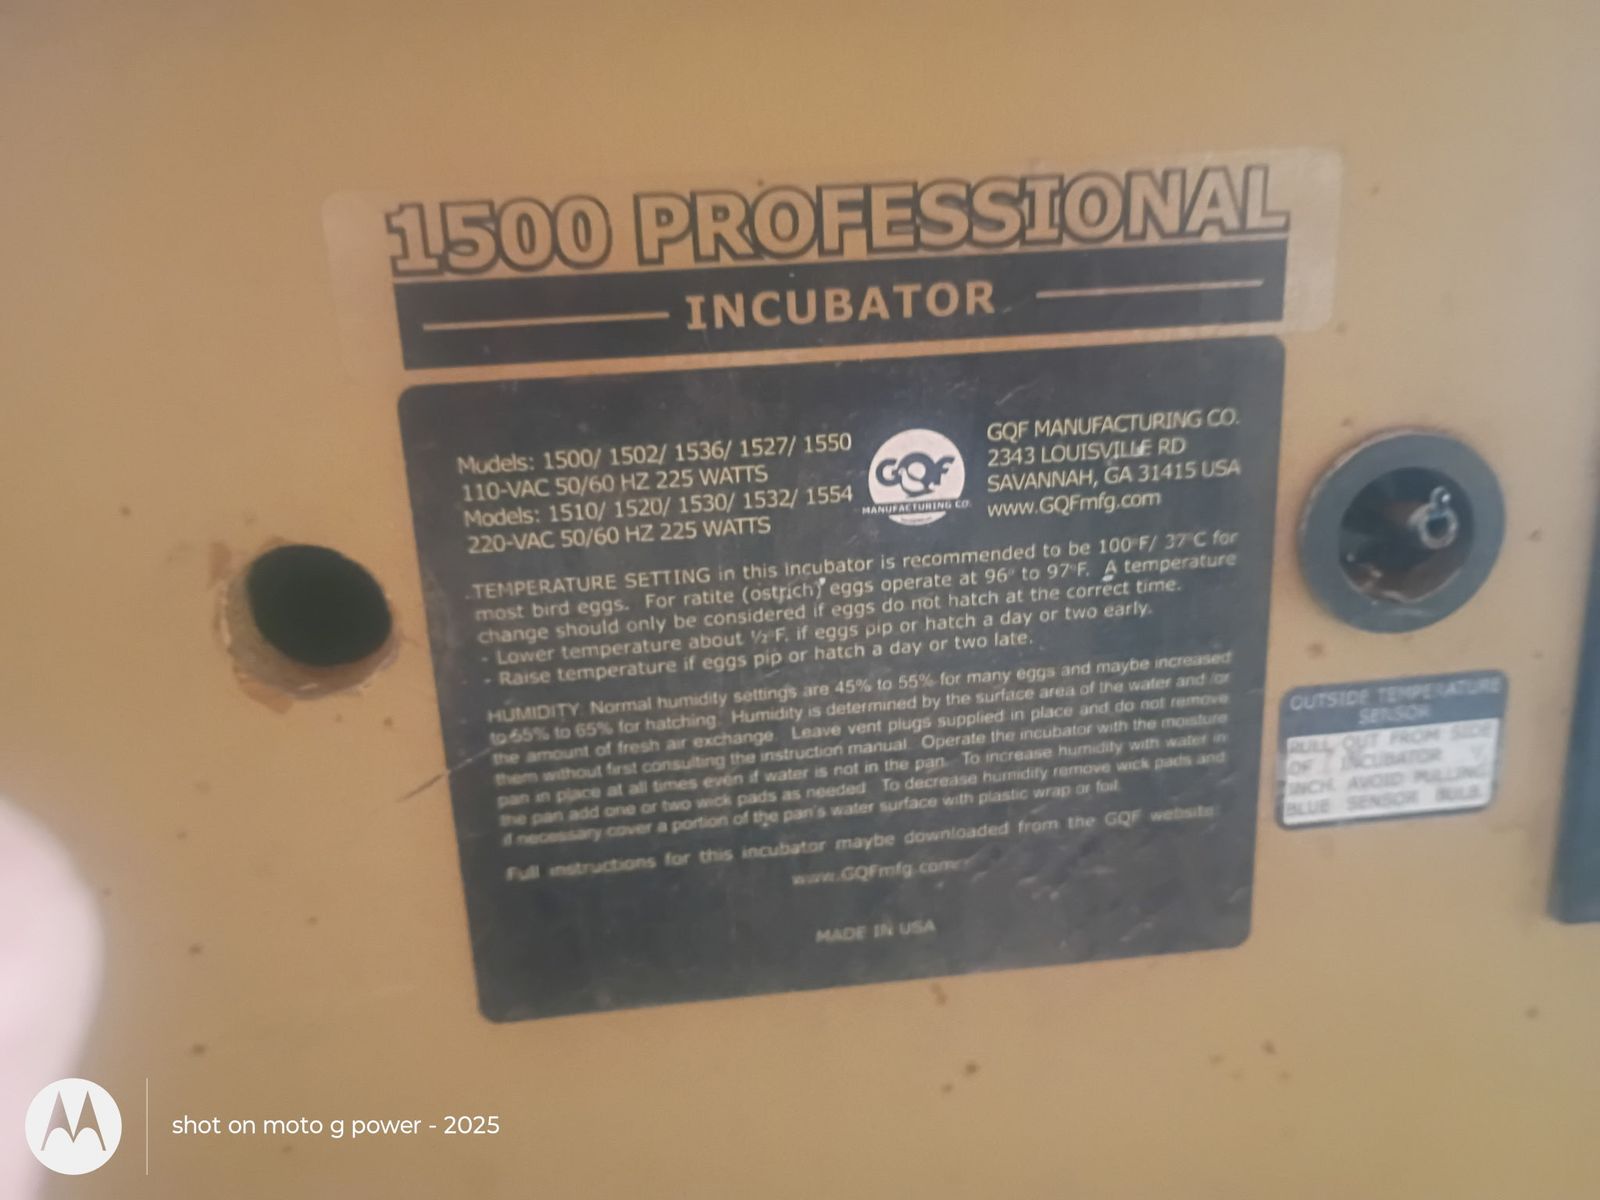 1500 PROFESSIONAL
INCUBATOR
Models: 1500/ 1502/ 1536/ 1527/ 1550
110-VAC 50/60 HZ 225 WATTS
Models: 1510/ 1520/ 1530/ 1532/ 1554
220-VAC 50/60 HZ 225 WATTS
GQF
MANUFACTURING CO.
GQF MANUFACTURING CO.
2343 LOUISVILLE RD
SAVANNAH, GA 31415 USA
www.GQFmfg.com
TEMPERATURE SETTING in this incubator is recommended to be 100°F/ 37°C for
most bird eggs. For ratite (ostrich) eggs operate at 96° to 97°F. A temperature
change should only be considered if eggs do not hatch at the correct time.
- Lower temperature about ½°F. if eggs pip or hatch a day or two early.
- Raise temperature if eggs pip or hatch a day or two late.
HUMIDITY. Normal humidity settings are 45% to 55% for many eggs and maybe increased
to 55% to 65% for hatching. Humidity is determined by the surface area of the water and /or
the amount of fresh air exchange. Leave vent plugs supplied in place and do not remove
them without first consulting the instruction manual. Operate the incubator with the moisture
pan in place at all times even if water is not in the pan. To increase humidity with water in
the pan add one or two wick pads as needed. To decrease humidity remove wick pads and
if necessary cover a portion of the pan's water surface with plastic wrap or foil.
Full instructions for this incubator maybe downloaded from the GQF website:
www.GQFmfg.com
MADE IN USA
OUTSIDE TEMPERATURE
SENSOR
PULL OUT FROM SIDE
OF INCUBATOR
INCH. AVOID PULLING
BLUE SENSOR BULB.
shot on moto g power - 2025